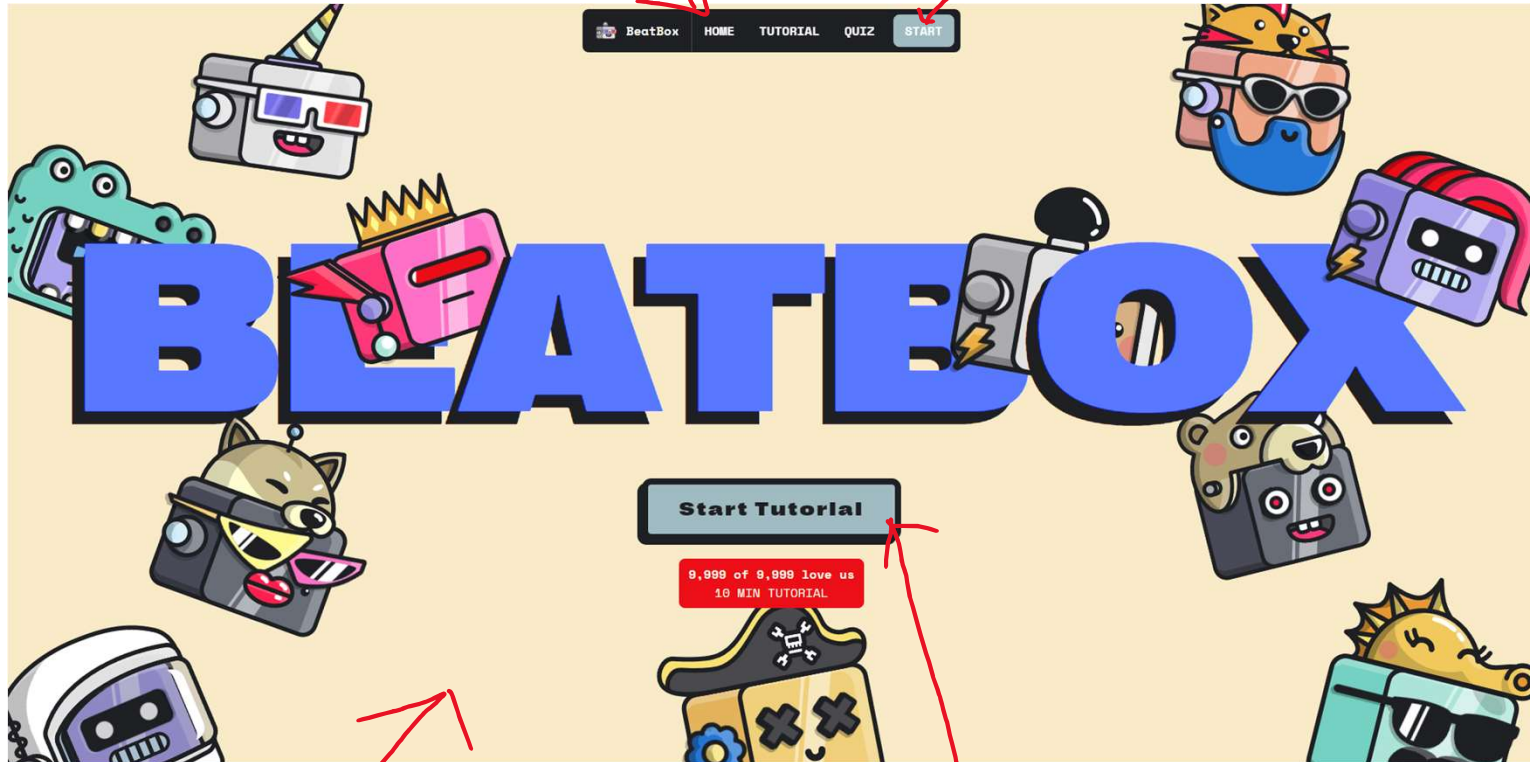 BeatBox HOME TUTORIAL QUIZ START
BEATBOX
Start Tutorial
9,999 of 9,999 love us
10 MIN TUTORIAL